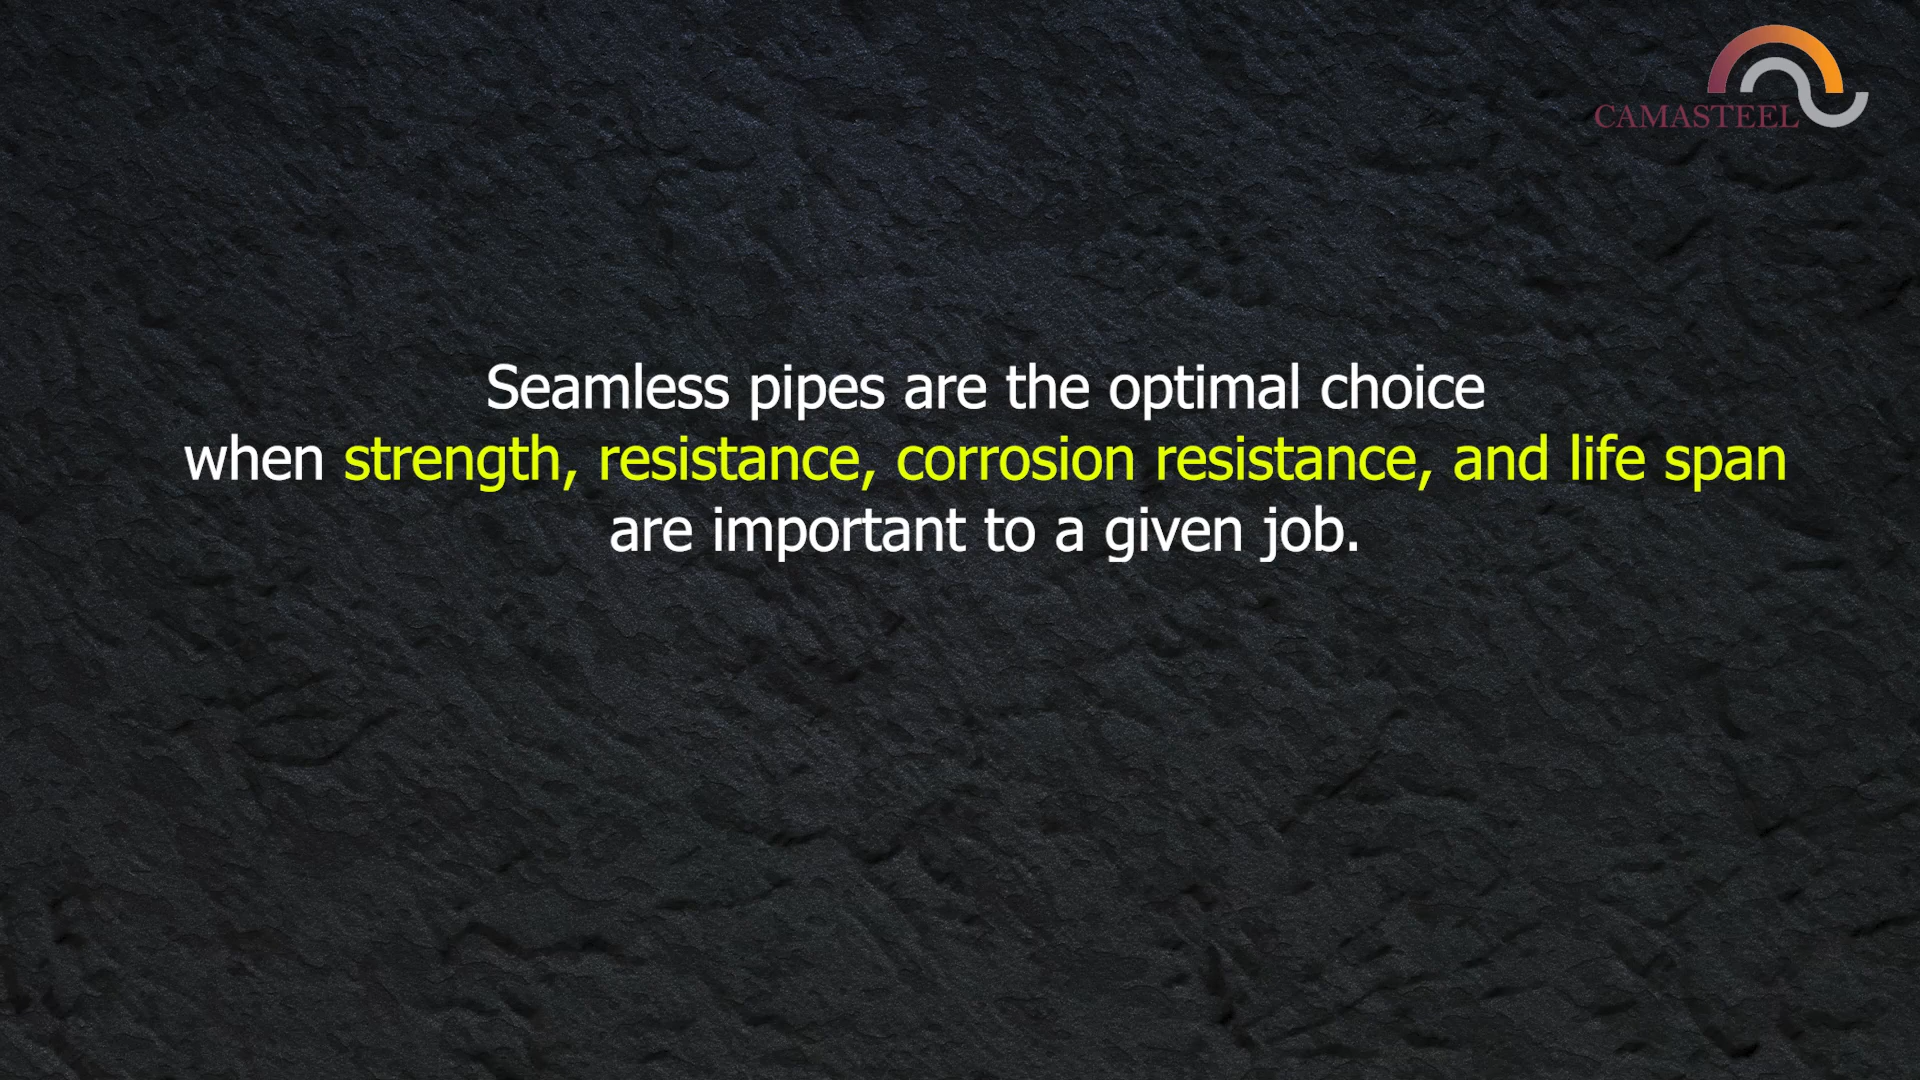 CAMASTEEL
Seamless pipes are the optimal choice
when strength, resistance, corrosion resistance, and life span
are important to a given job.